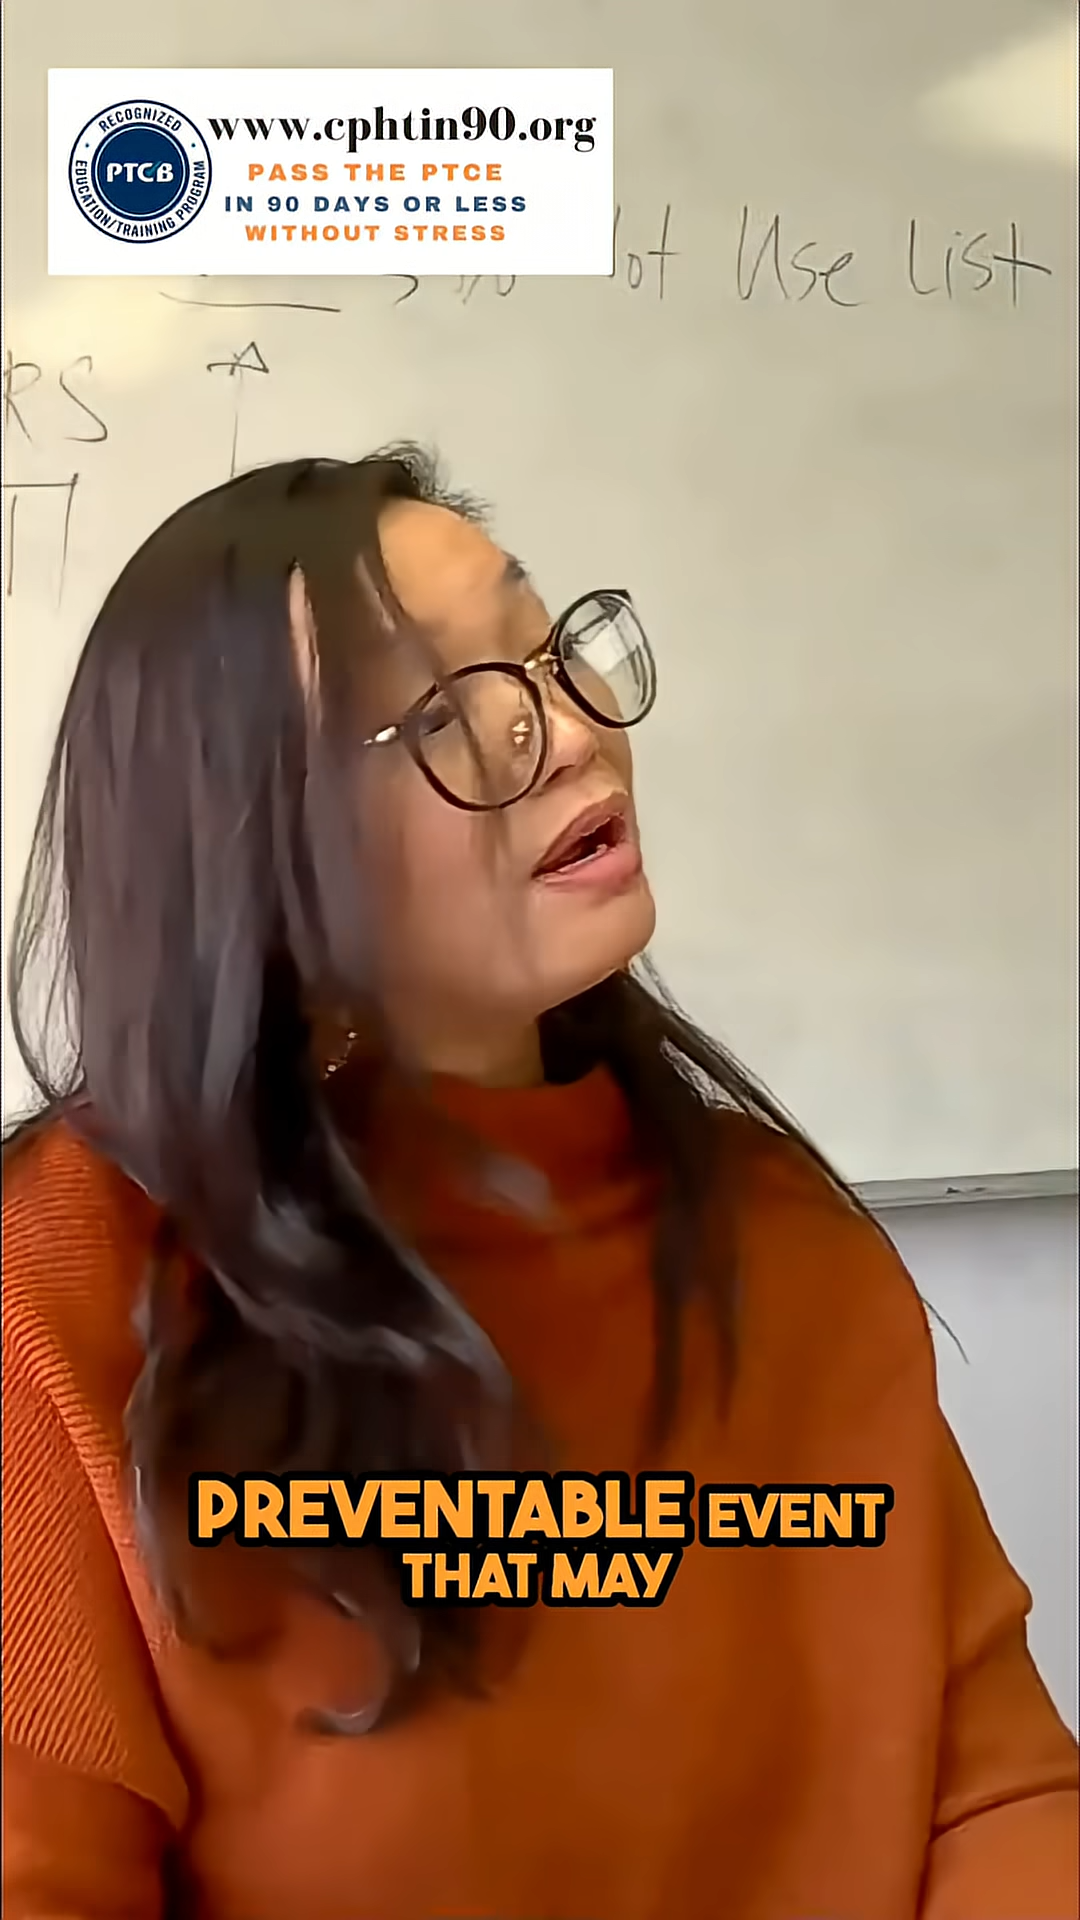 RECOGNIZED
PTCB
EDUCATION/TRAINING PROGRAM
www.cphtin90.org
PASS THE PTCE
IN 90 DAYS OR LESS
WITHOUT STRESS
Use List
RS
PREVENTABLE EVENT
THAT MAY